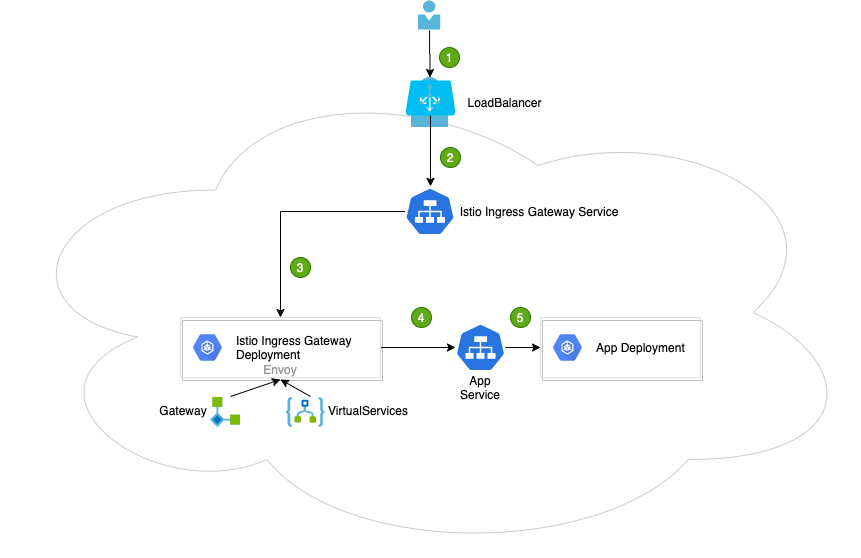 1
LoadBalancer
2
Istio Ingress Gateway Service
3
4
5
Istio Ingress Gateway
Deployment
Envoy
App
Service
App Deployment
Gateway
VirtualServices